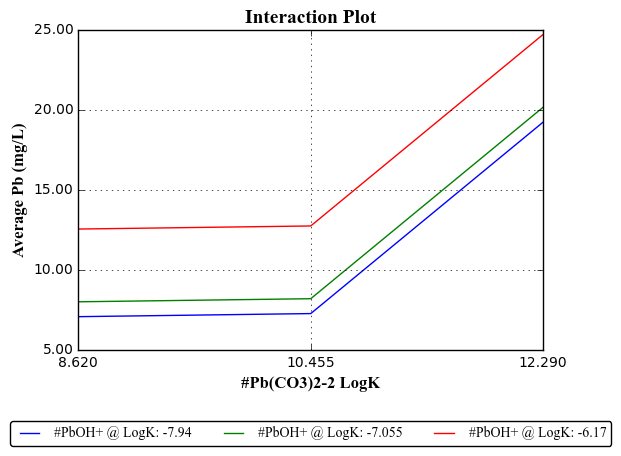 Interaction Plot
25.00
20.00
15.00
10.00
5.00
Average Pb (mg/L)
8.620 10.455 12.290
#Pb(CO3)2-2 LogK
#PbOH+ @ LogK: -7.94 #PbOH+ @ LogK: -7.055 #PbOH+ @ LogK: -6.17